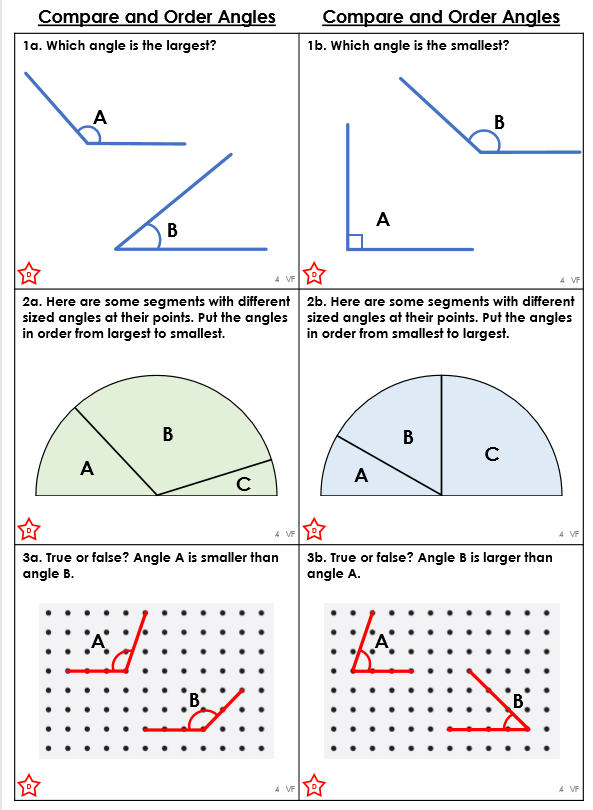 Compare and Order Angles
Compare and Order Angles
1a. Which angle is the largest?
A
B
D
4 VF
1b. Which angle is the smallest?
B
A
D
4 VF
2a. Here are some segments with different
sized angles at their points. Put the angles
in order from largest to smallest.
B
A
C
D
4 VF
2b. Here are some segments with different
sized angles at their points. Put the angles
in order from smallest to largest.
B
C
A
D
4 VF
3a. True or false? Angle A is smaller than
angle B.
A
B
D
4 VF
3b. True or false? Angle B is larger than
angle A.
A
B
D
4 VF